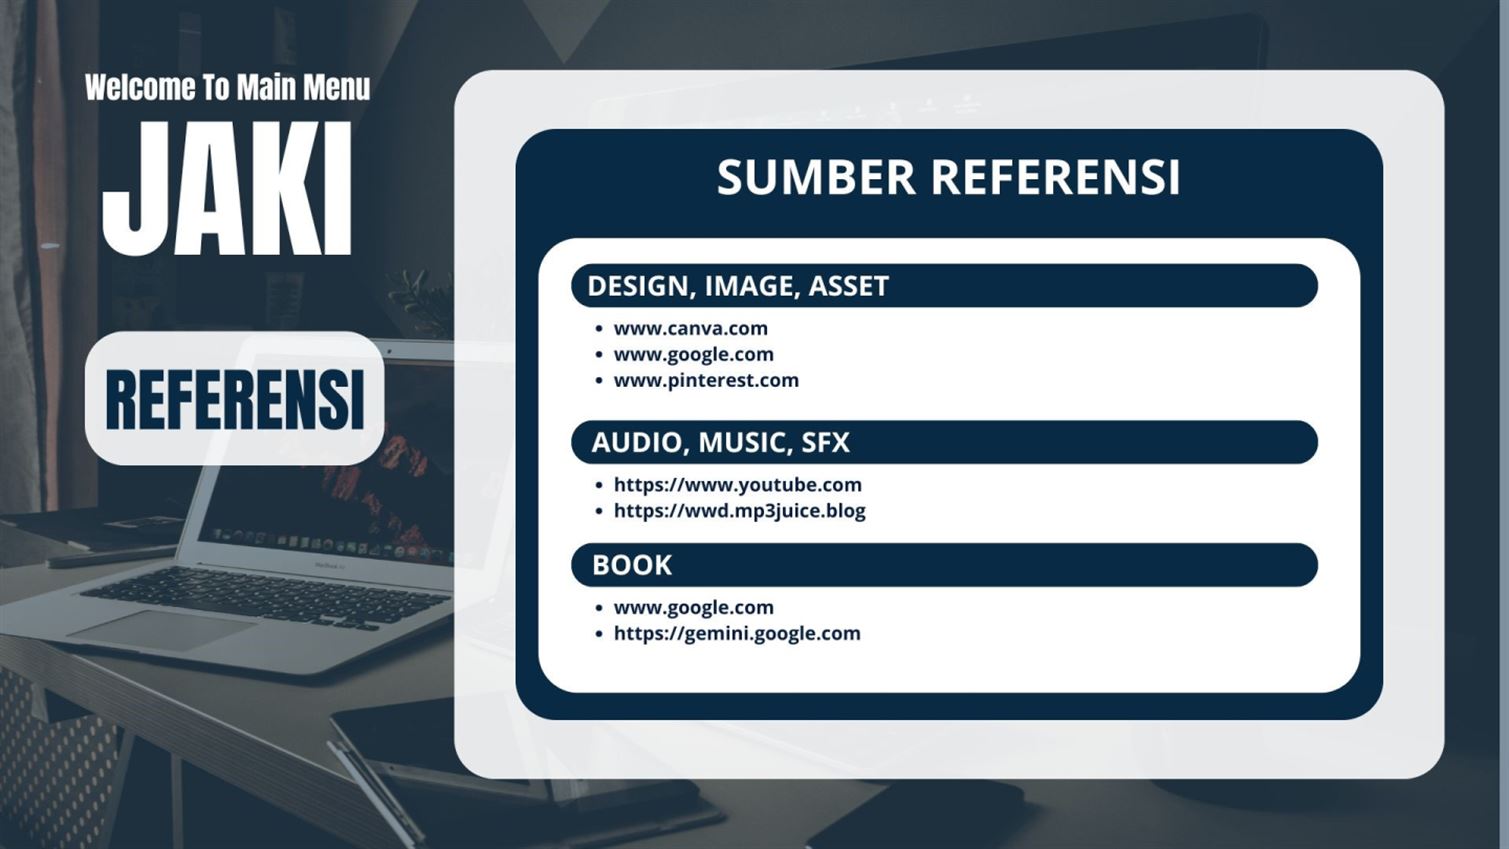 Welcome To Main Menu
JAKI
REFERENSI
SUMBER REFERENSI
DESIGN, IMAGE, ASSET
• www.canva.com
• www.google.com
• www.pinterest.com
AUDIO, MUSIC, SFX
• https://www.youtube.com
• https://wwd.mp3juice.blog
BOOK
• www.google.com
• https://gemini.google.com